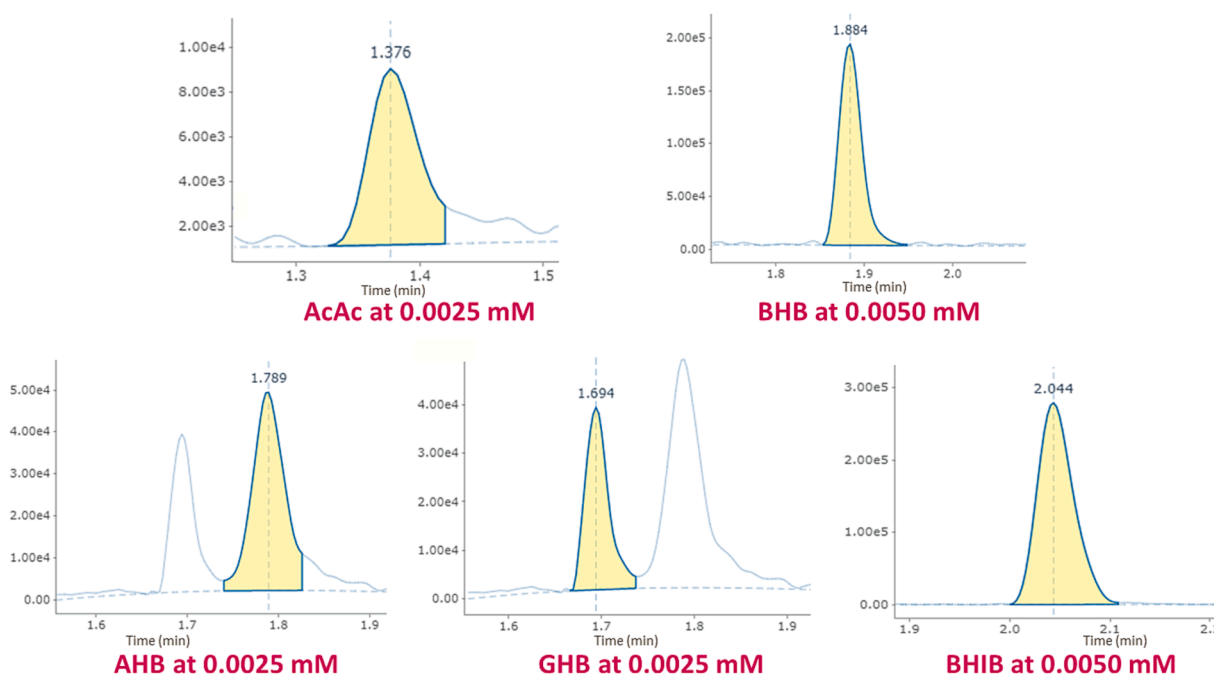 1.376
1.00e4
8.00e3
6.00e3
4.00e3
2.00e3
1.3
1.4
1.5
Time (min)
AcAc at 0.0025 mM
1.884
2.00e5
1.50e5
1.00e5
5.00e4
0.00
1.8
1.9
2.0
Time (min)
BHB at 0.0050 mM
1.789
5.00e4
4.00e4
3.00e4
2.00e4
1.00e4
0.00
1.6
1.7
1.8
1.9
Time (min)
AHB at 0.0025 mM
1.694
4.00e4
3.00e4
2.00e4
1.00e4
0.00
1.6
1.7
1.8
1.9
Time (min)
GHB at 0.0025 mM
2.044
3.00e5
2.00e5
1.00e5
0.00
1.9
2.0
2.1
Time (min)
BHIB at 0.0050 mM